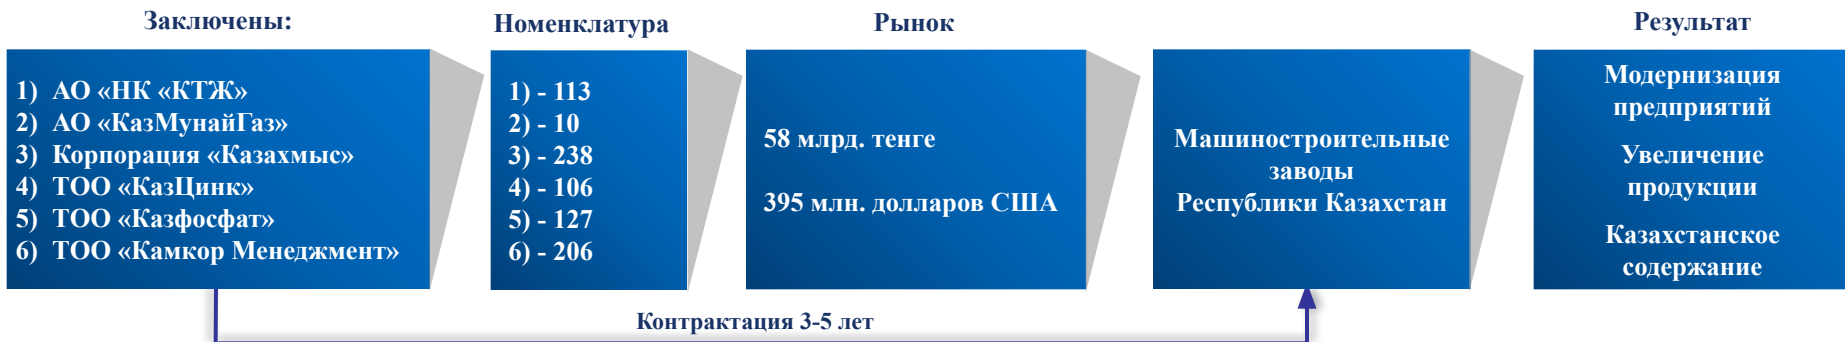 Заключены:
1) АО «НК «КТЖ»
2) АО «КазМунайГаз»
3) Корпорация «Казахмыс»
4) ТОО «КазЦинк»
5) ТОО «Казфосфат»
6) ТОО «Камкор Менеджмент»
Номенклатура
1) - 113
2) - 10
3) - 238
4) - 106
5) - 127
6) - 206
Рынок
58 млрд. тенге
395 млн. долларов США
Машиностроительные
заводы
Республики Казахстан
Результат
Модернизация
предприятий
Увеличение
продукции
Казахстанское
содержание
Контрактация 3-5 лет